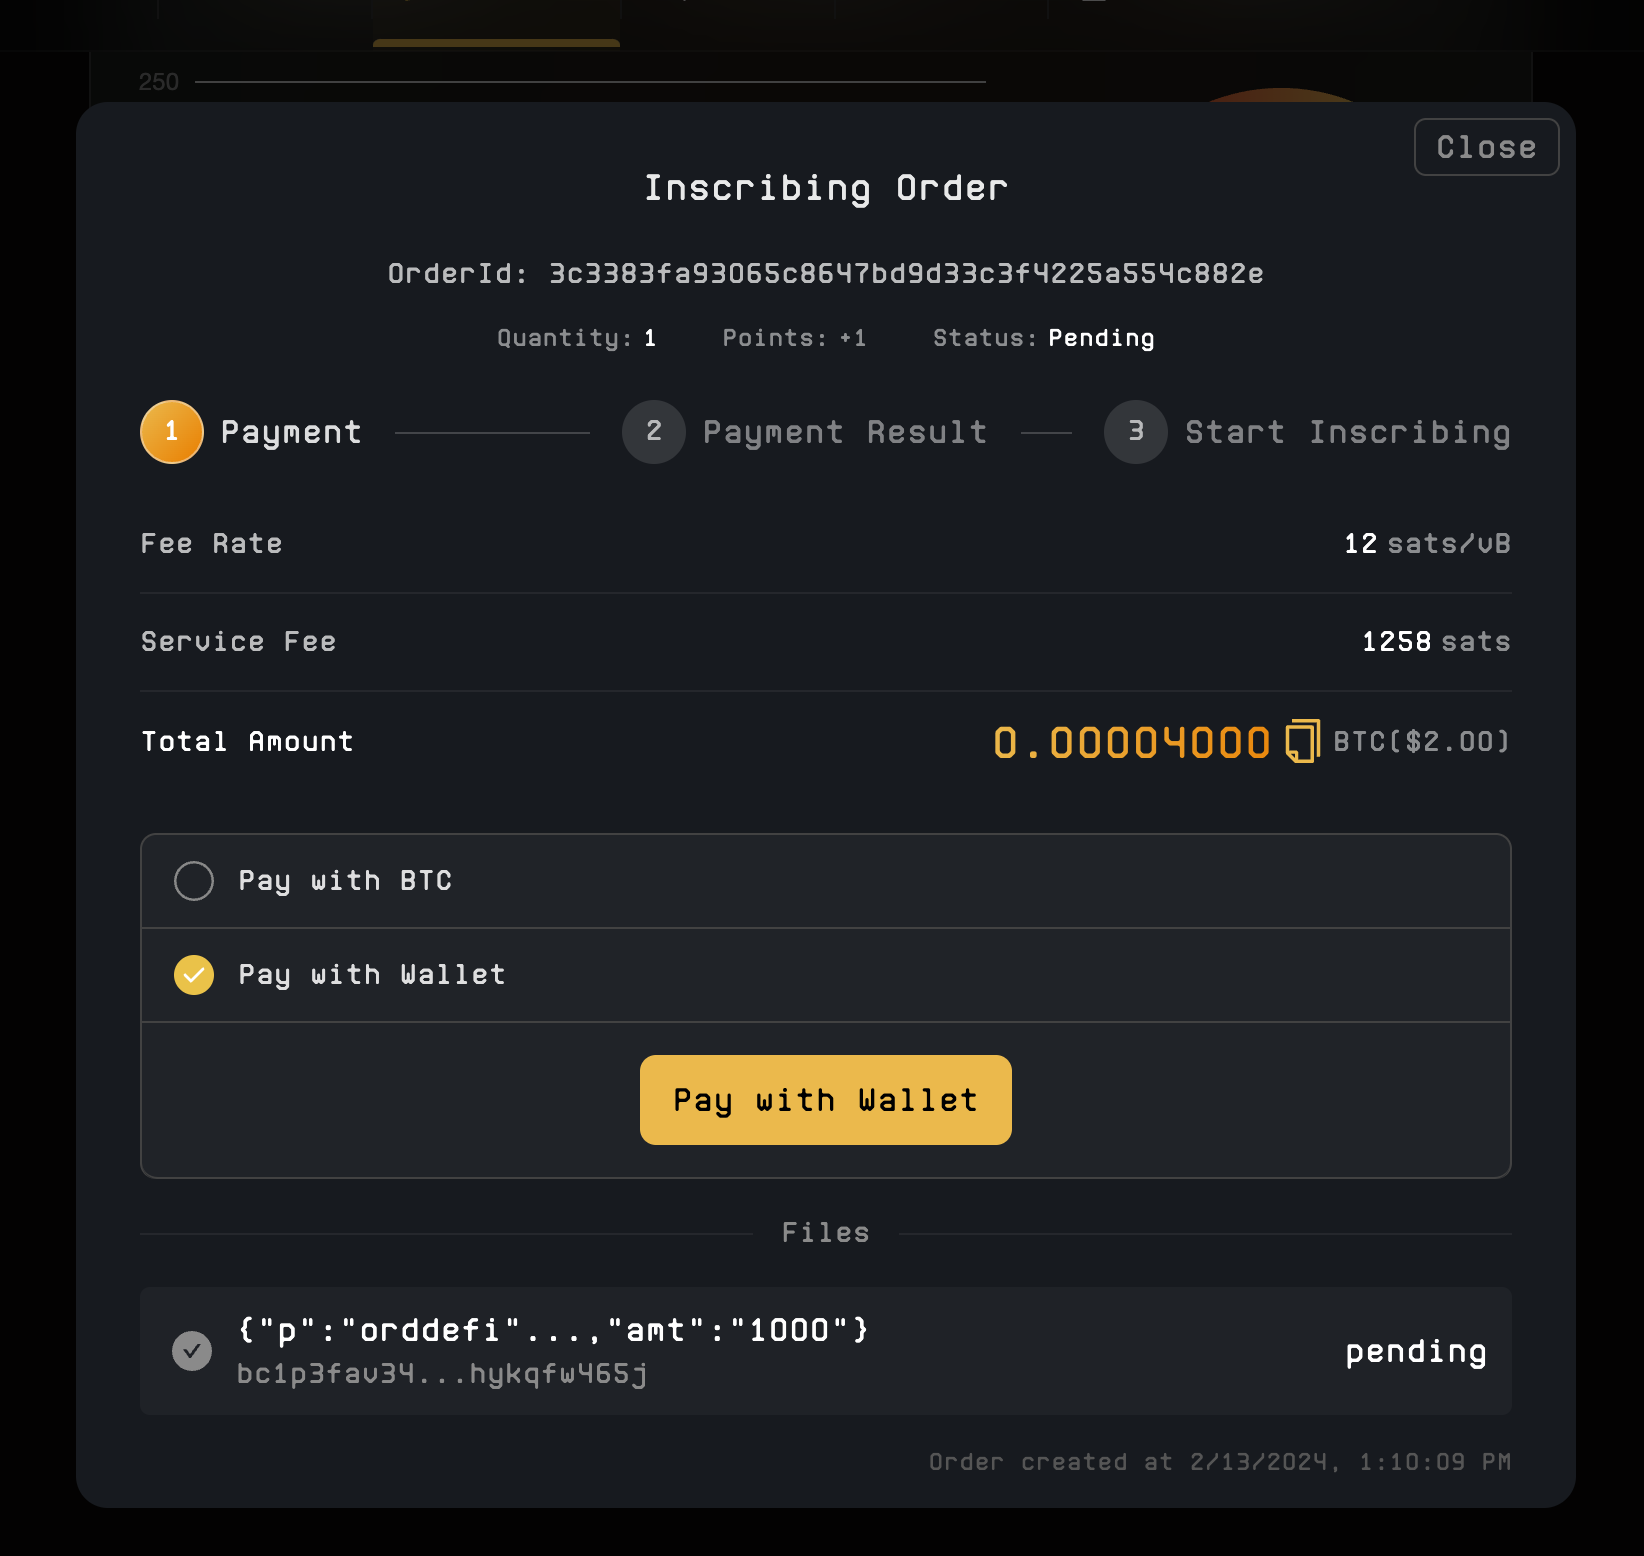 250
Close
Inscribing Order
OrderId: 3c3383fa93065c8647bd9d33c3f4225a554c882e
Quantity: 1 Points: +1 Status: Pending
1 Payment 2 Payment Result 3 Start Inscribing
Fee Rate 12 sats/vB
Service Fee 1258 sats
Total Amount 0.00004000 BTC($2.00)
Pay with BTC
Pay with Wallet
Pay with Wallet
Files
{"p":"orddefi"...,"amt":"1000"}
bc1p3fav34...hykqfw465j
pending
Order created at 2/13/2024, 1:10:09 PM